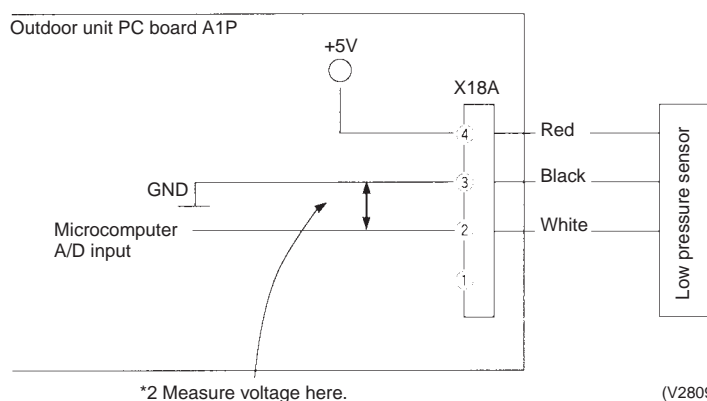 Outdoor unit PC board A1P
+5V
X18A
4
Red
3
Black
GND
2
White
Microcomputer
A/D input
1
Low pressure sensor
*2 Measure voltage here.
(V2809